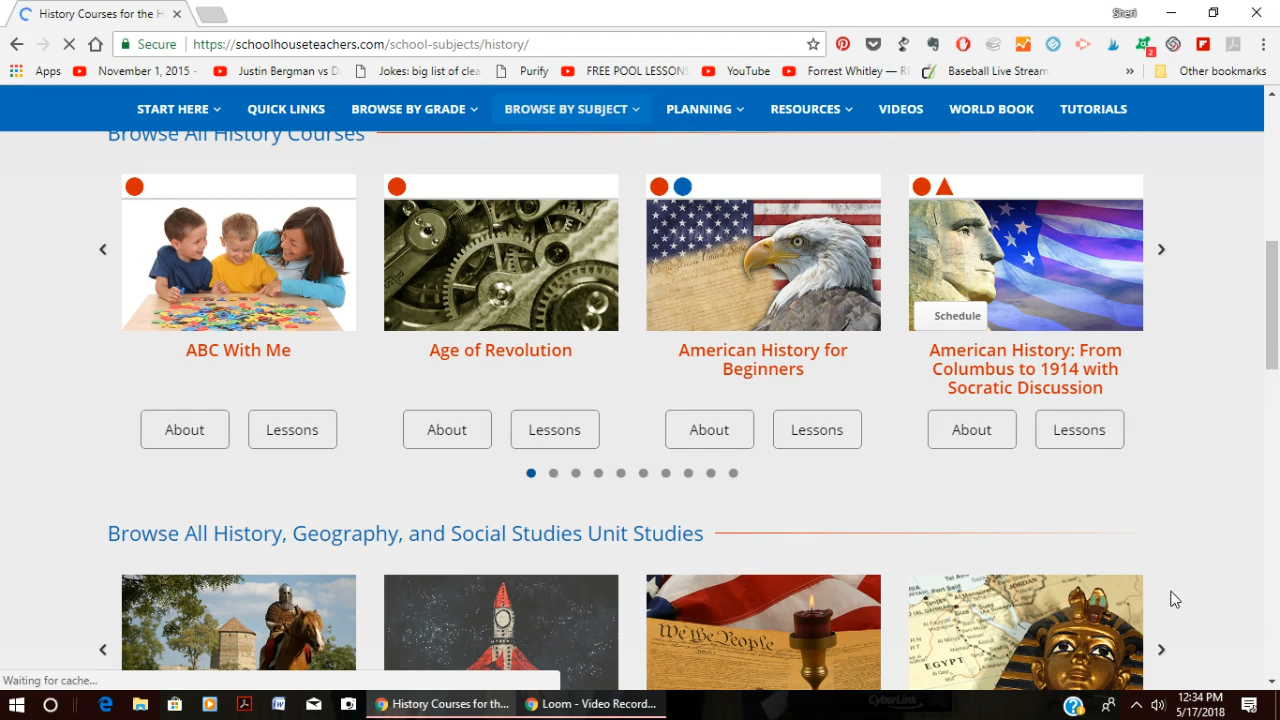 History Courses for the H
Sheri
Secure
https://schoolhouseteachers.com/school-subjects/history/
2
Apps
November 1, 2015 -
Justin Bergman vs D
Jokes: big list of clea
Purify
FREE POOL LESSONS
YouTube
Forrest Whitley — R
Baseball Live Stream
»
Other bookmarks
START HERE
QUICK LINKS
BROWSE BY GRADE
BROWSE BY SUBJECT
PLANNING
RESOURCES
VIDEOS
WORLD BOOK
TUTORIALS
Browse All History Courses
Schedule
ABC With Me
Age of Revolution
American History for
Beginners
American History: From
Columbus to 1914 with
Socratic Discussion
About
Lessons
About
Lessons
About
Lessons
About
Lessons
Browse All History, Geography, and Social Studies Unit Studies
We the People
JORDAN
EGYPT
Waiting for cache...
History Courses for th...
Loom - Video Record...
CyberLink
12:34 PM
5/17/2018